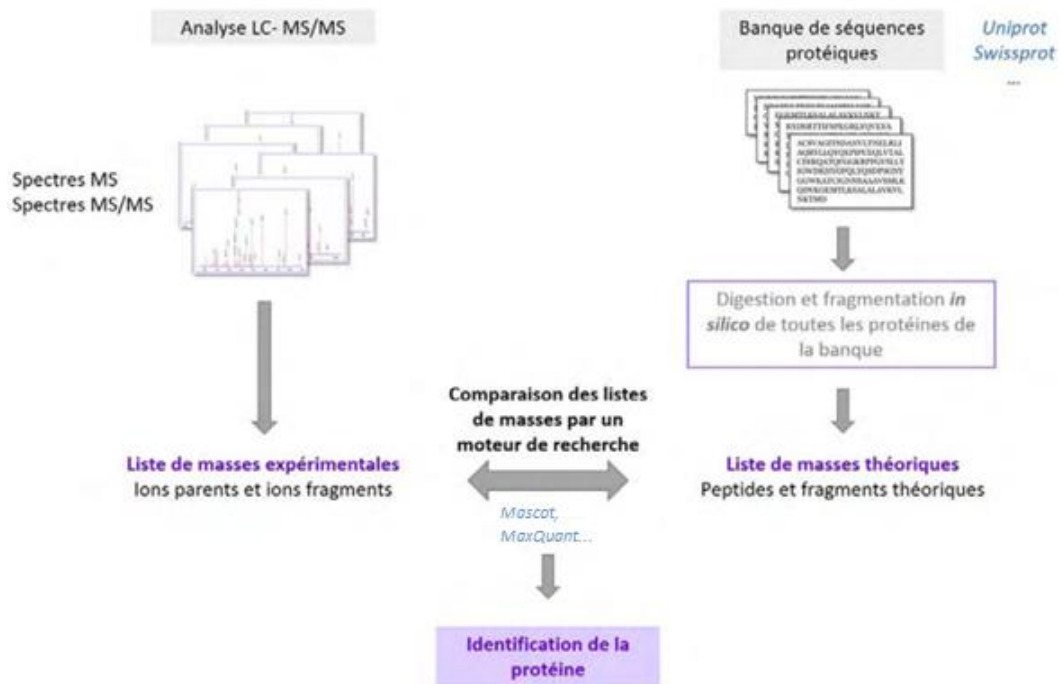 Analyse LC- MS/MS
Banque de séquences
protéiques
Uniprot
Swissprot
...
Spectres MS
Spectres MS/MS
Digestion et fragmentation in
silico de toutes les protéines de
la banque
Comparaison des listes
de masses par un
moteur de recherche
Liste de masses expérimentales
Ions parents et ions fragments
Liste de masses théoriques
Peptides et fragments théoriques
Mascot,
MaxQuant...
Identification de la
protéine